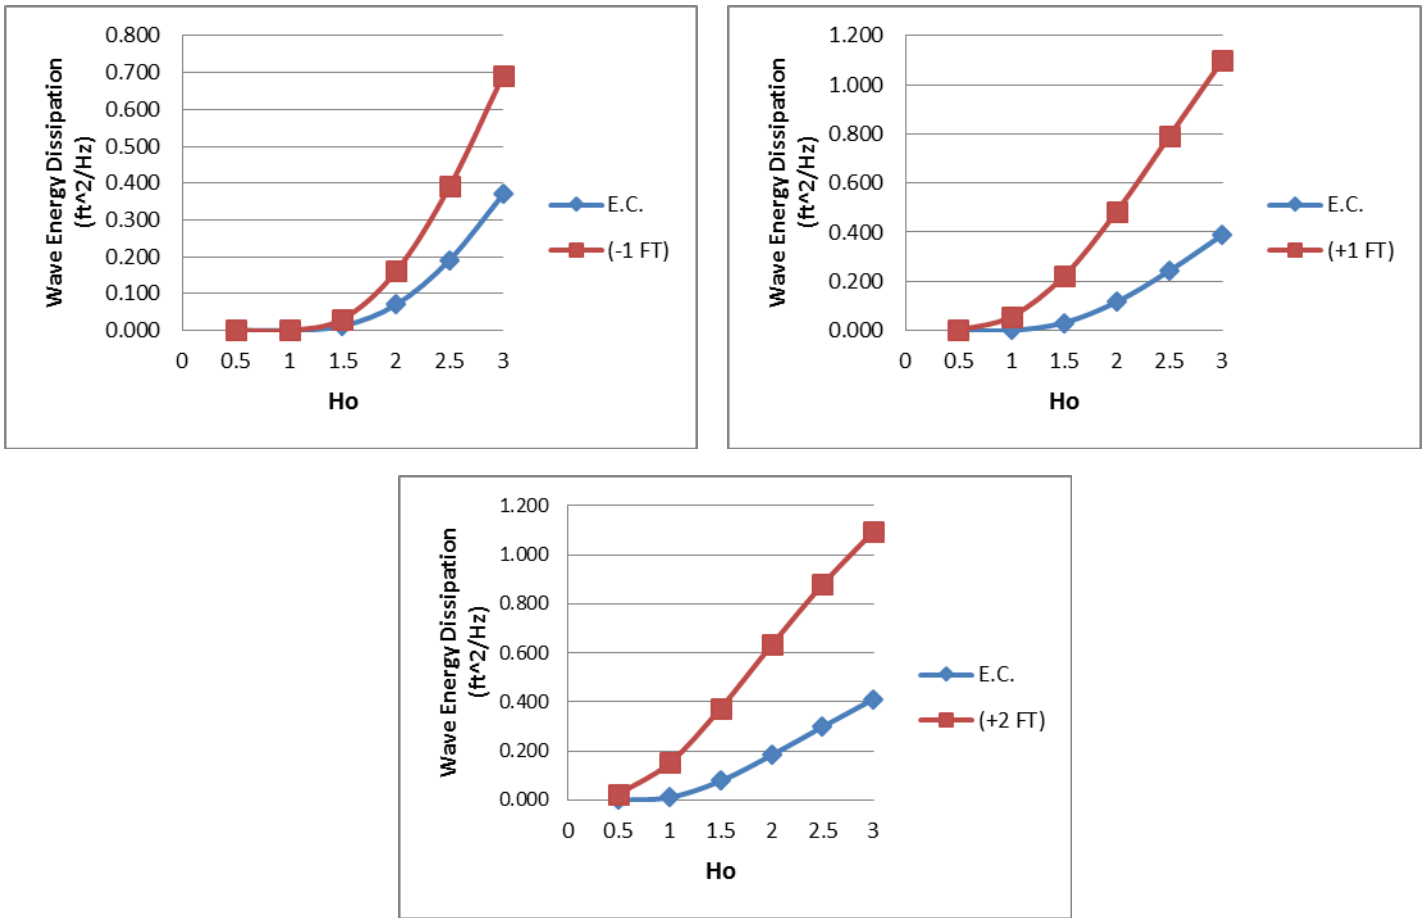 0.800
0.700
0.600
0.500
0.400
0.300
0.200
0.100
0.000
Wave Energy Dissipation
(ft^2/Hz)
0 0.5 1 1.5 2 2.5 3
Ho
E.C.
(-1 FT)
1.200
1.000
0.800
0.600
0.400
0.200
0.000
Wave Energy Dissipation
(ft^2/Hz)
0 0.5 1 1.5 2 2.5 3
Ho
E.C.
(+1 FT)
1.200
1.000
0.800
0.600
0.400
0.200
0.000
Wave Energy Dissipation
(ft^2/Hz)
0 0.5 1 1.5 2 2.5 3
Ho
E.C.
(+2 FT)